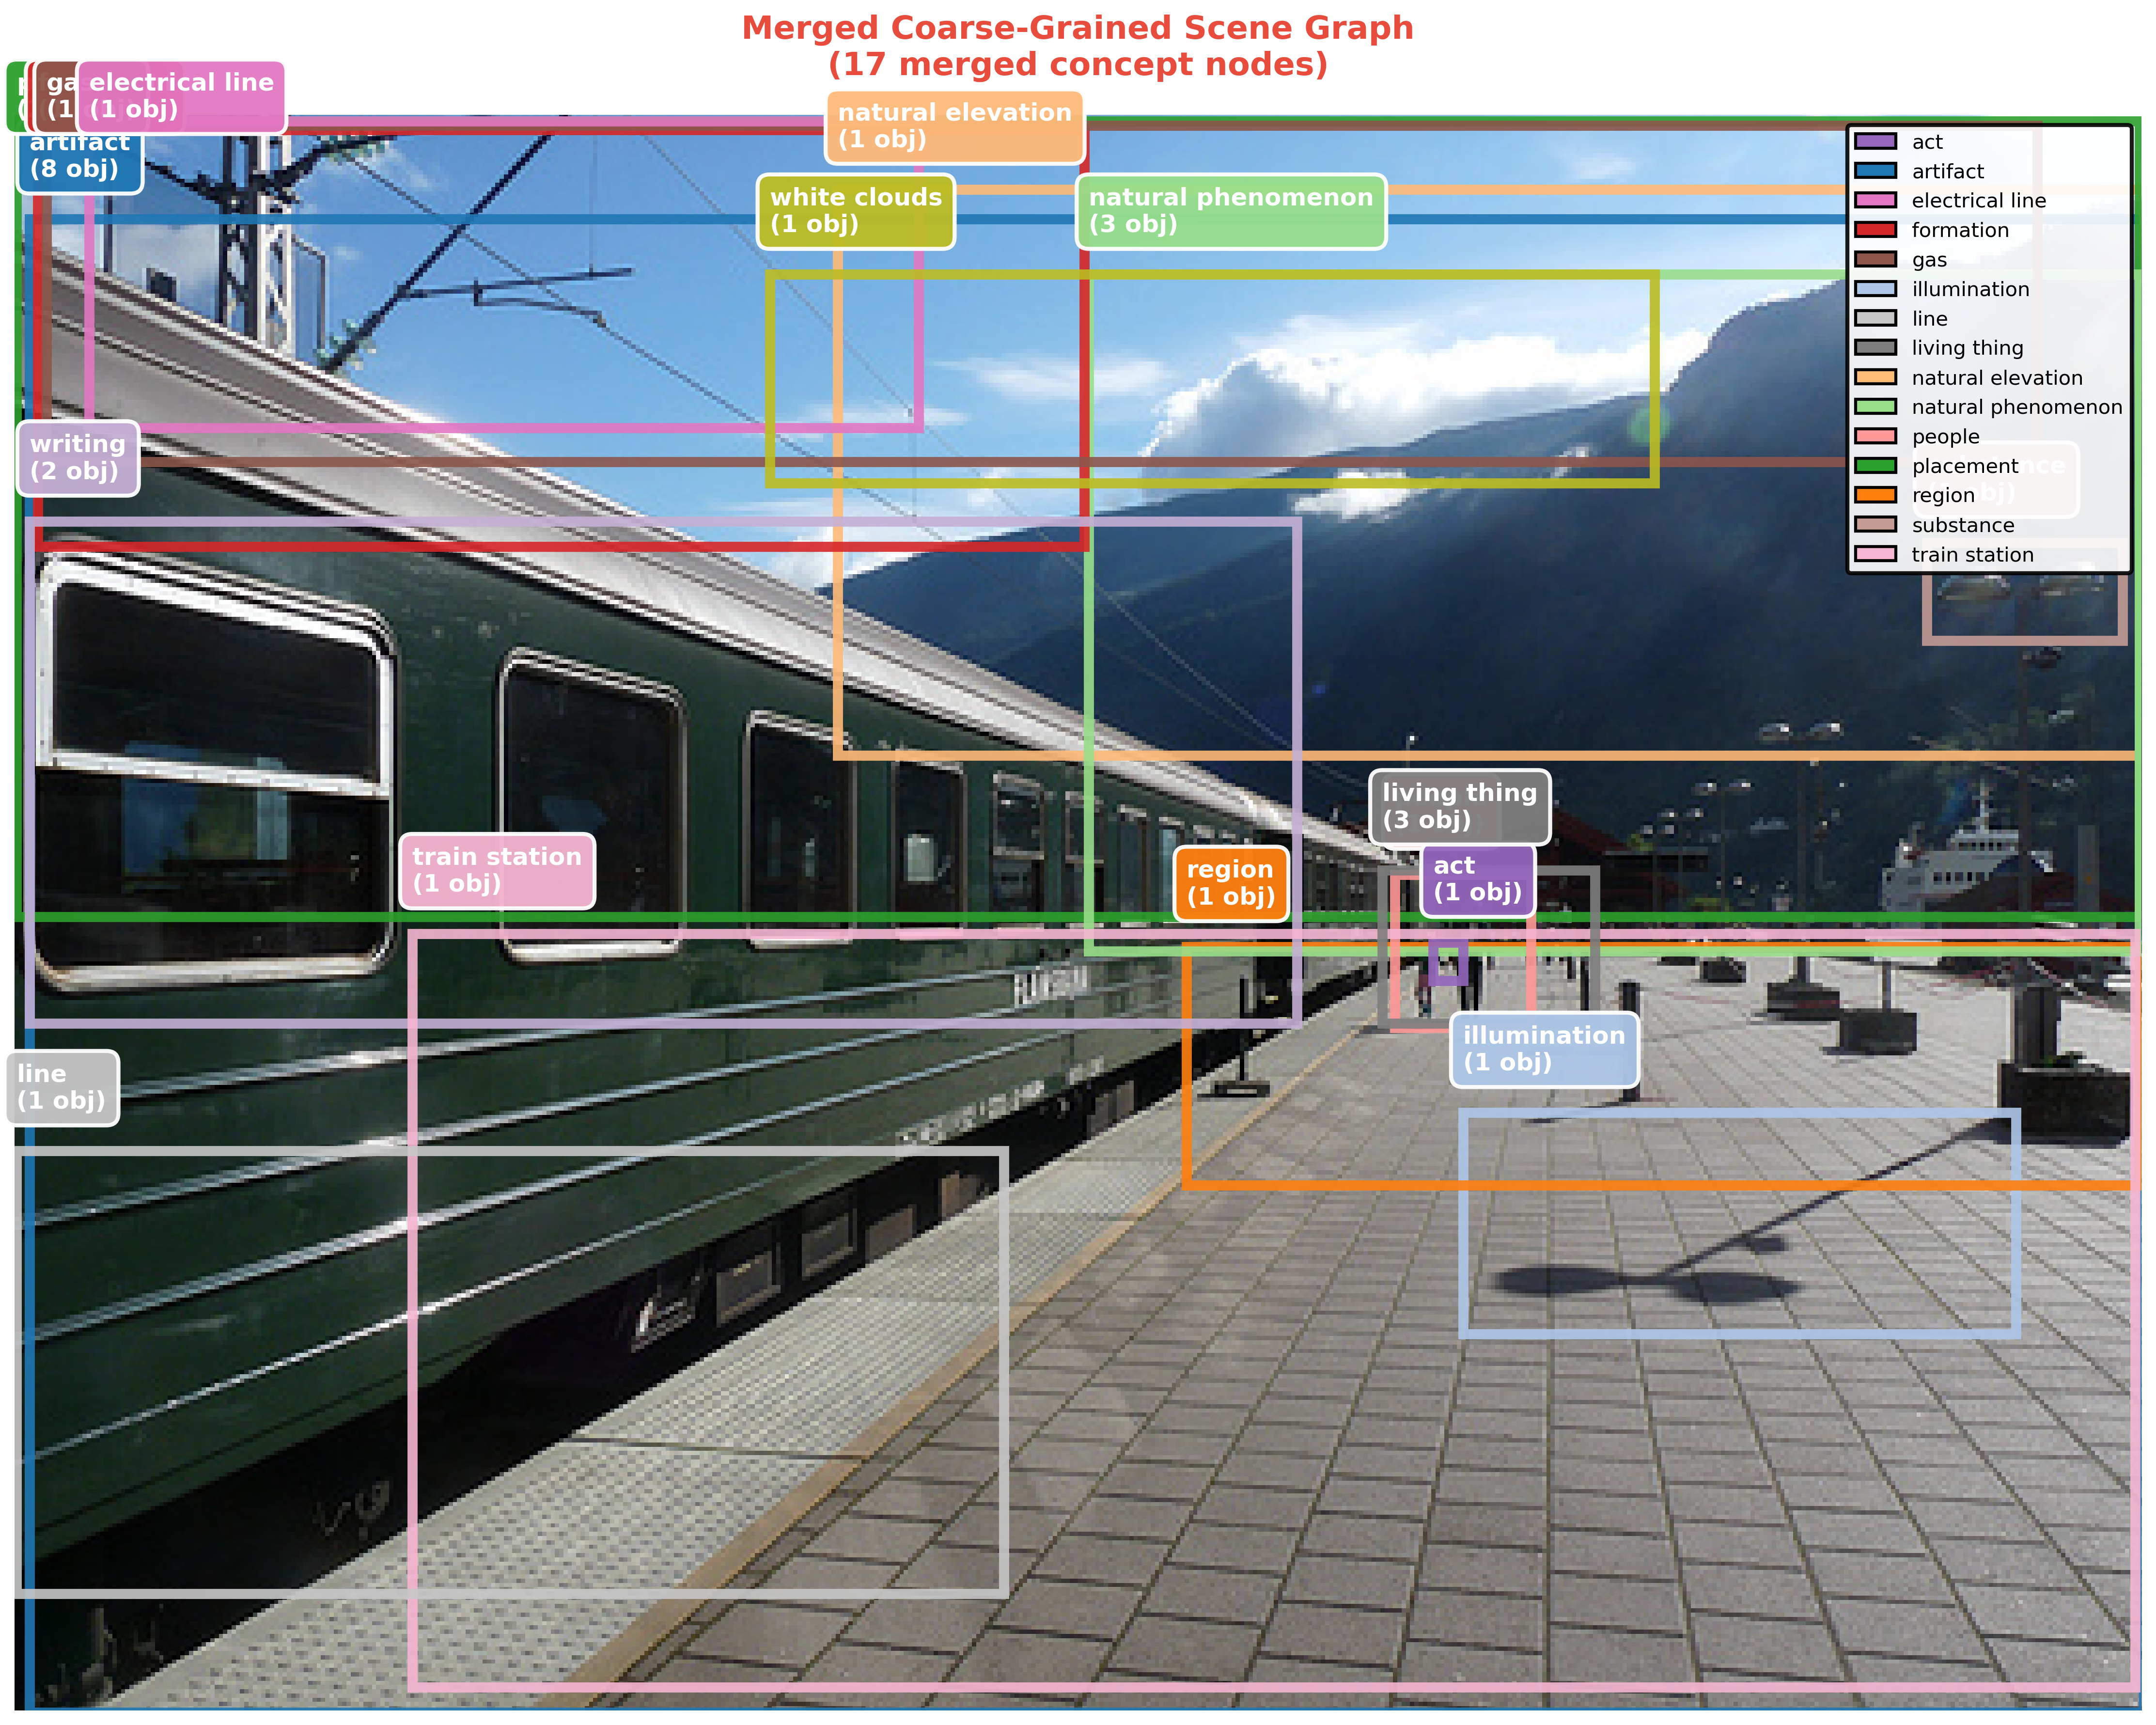 Merged Coarse-Grained Scene Graph
(17 merged concept nodes)
electrical line
(1 obj)
natural elevation
(1 obj)
artifact
(8 obj)
white clouds
(1 obj)
natural phenomenon
(3 obj)
act
artifact
electrical line
formation
gas
illumination
line
living thing
natural elevation
natural phenomenon
people
placement
region
substance
train station
writing
(2 obj)
living thing
(3 obj)
train station
(1 obj)
region
(1 obj)
act
(1 obj)
illumination
(1 obj)
line
(1 obj)